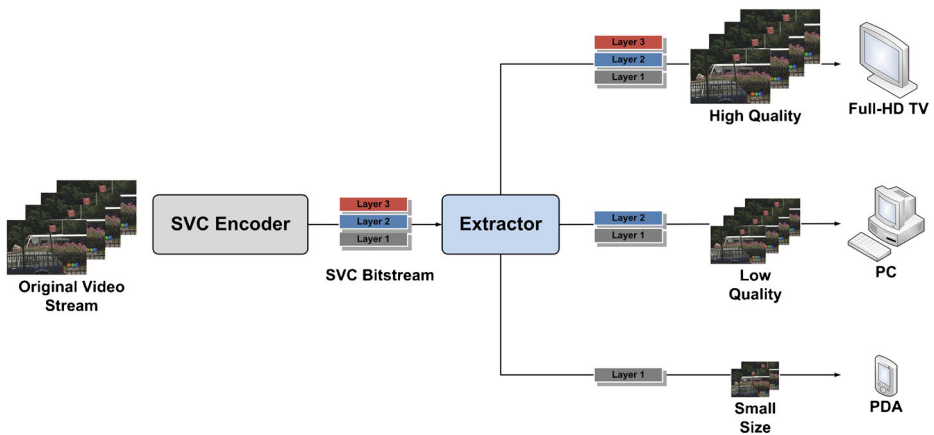 Layer 3
Layer 2
Layer 1
High Quality
Full-HD TV
SVC Encoder
Layer 3
Layer 2
Layer 1
Extractor
Layer 2
Layer 1
Original Video
Stream
SVC Bitstream
Low
Quality
PC
Layer 1
Small
Size
PDA